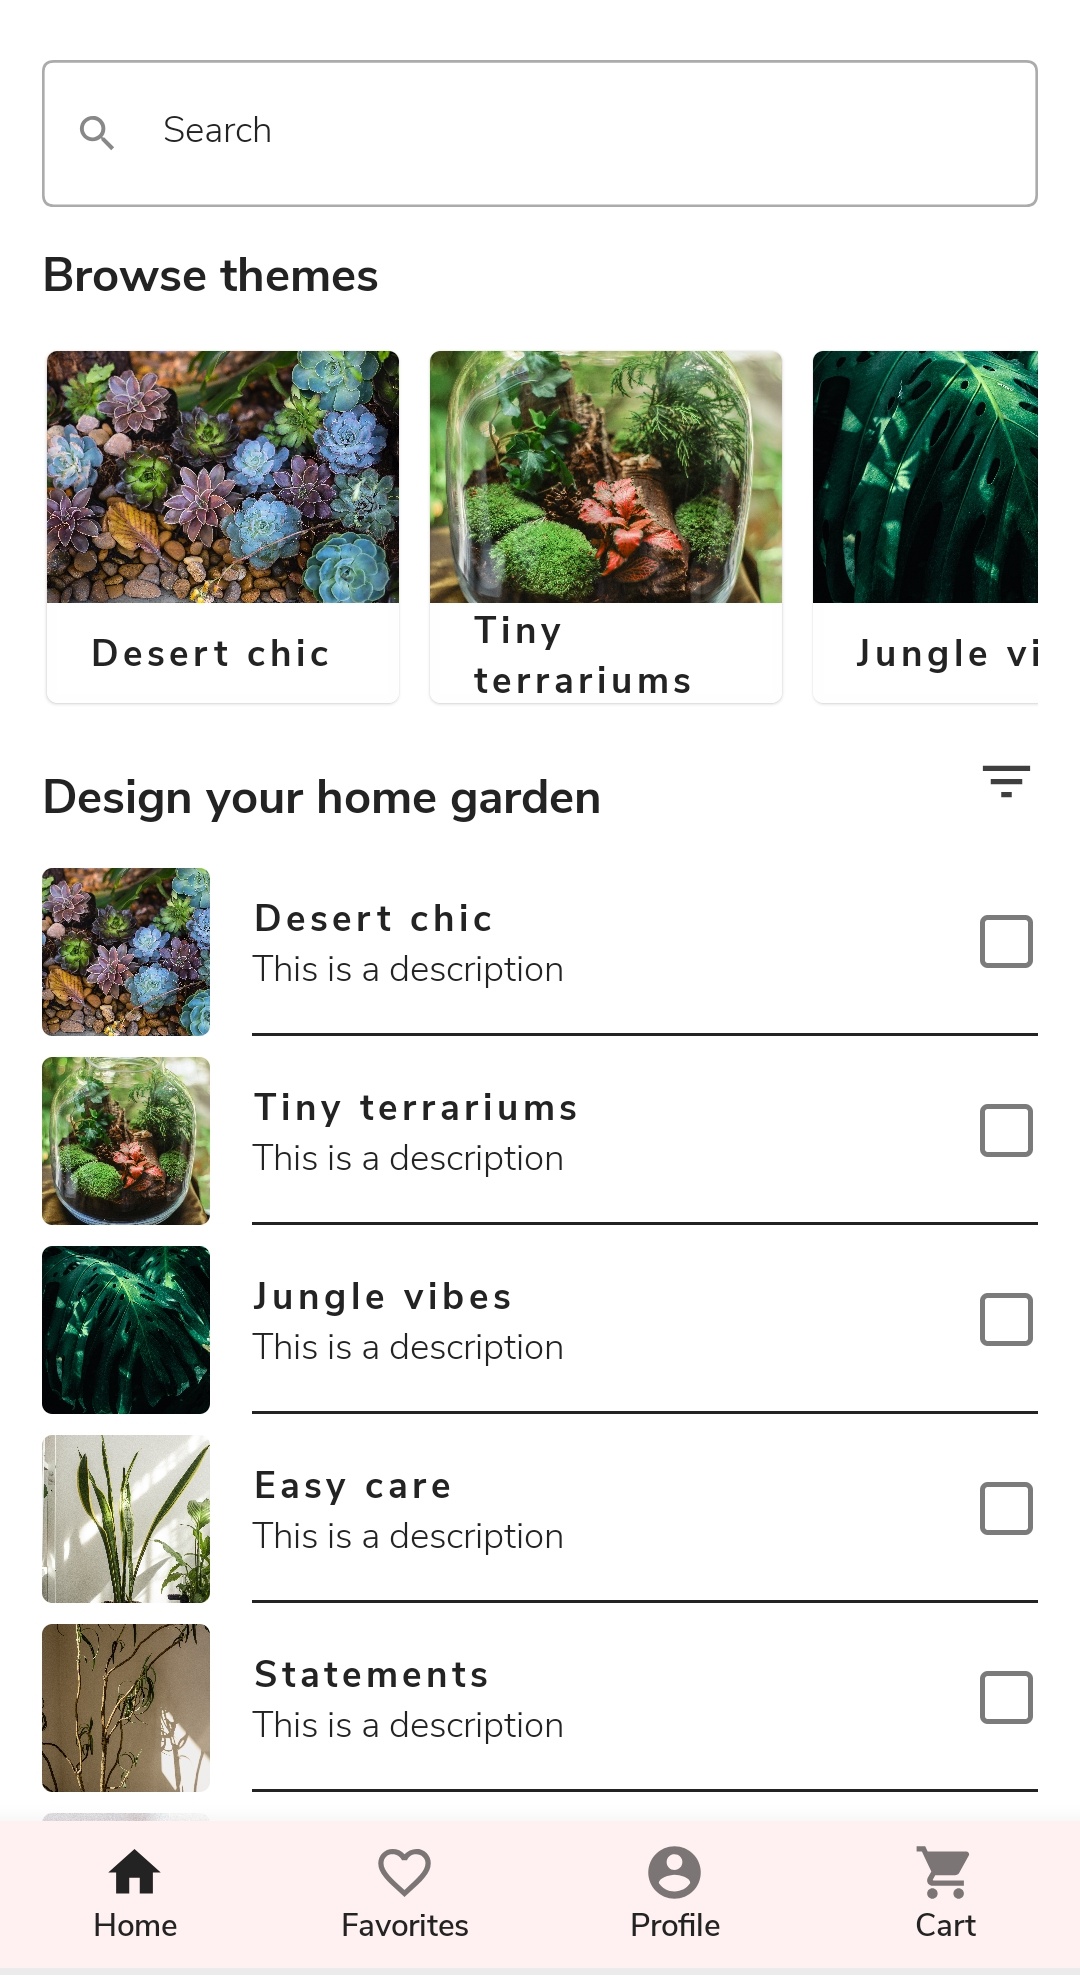 Search
Browse themes
Desert chic
Tiny
terrariums
Jungle vi
Design your home garden
Desert chic
This is a description
Tiny terrariums
This is a description
Jungle vibes
This is a description
Easy care
This is a description
Statements
This is a description
Home
Favorites
Profile
Cart